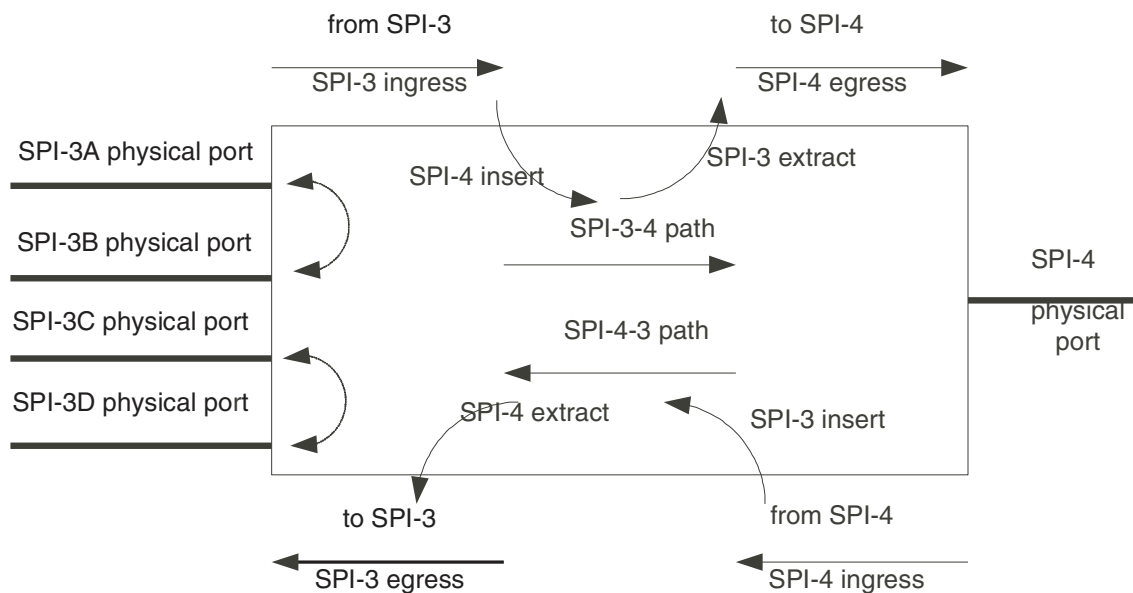 from SPI-3
to SPI-4
SPI-3 ingress
SPI-4 egress
SPI-3A physical port
SPI-4 insert
SPI-3 extract
SPI-3B physical port
SPI-3-4 path
SPI-4
physical
port
SPI-3C physical port
SPI-4-3 path
SPI-3D physical port
SPI-4 extract
SPI-3 insert
to SPI-3
from SPI-4
SPI-3 egress
SPI-4 ingress